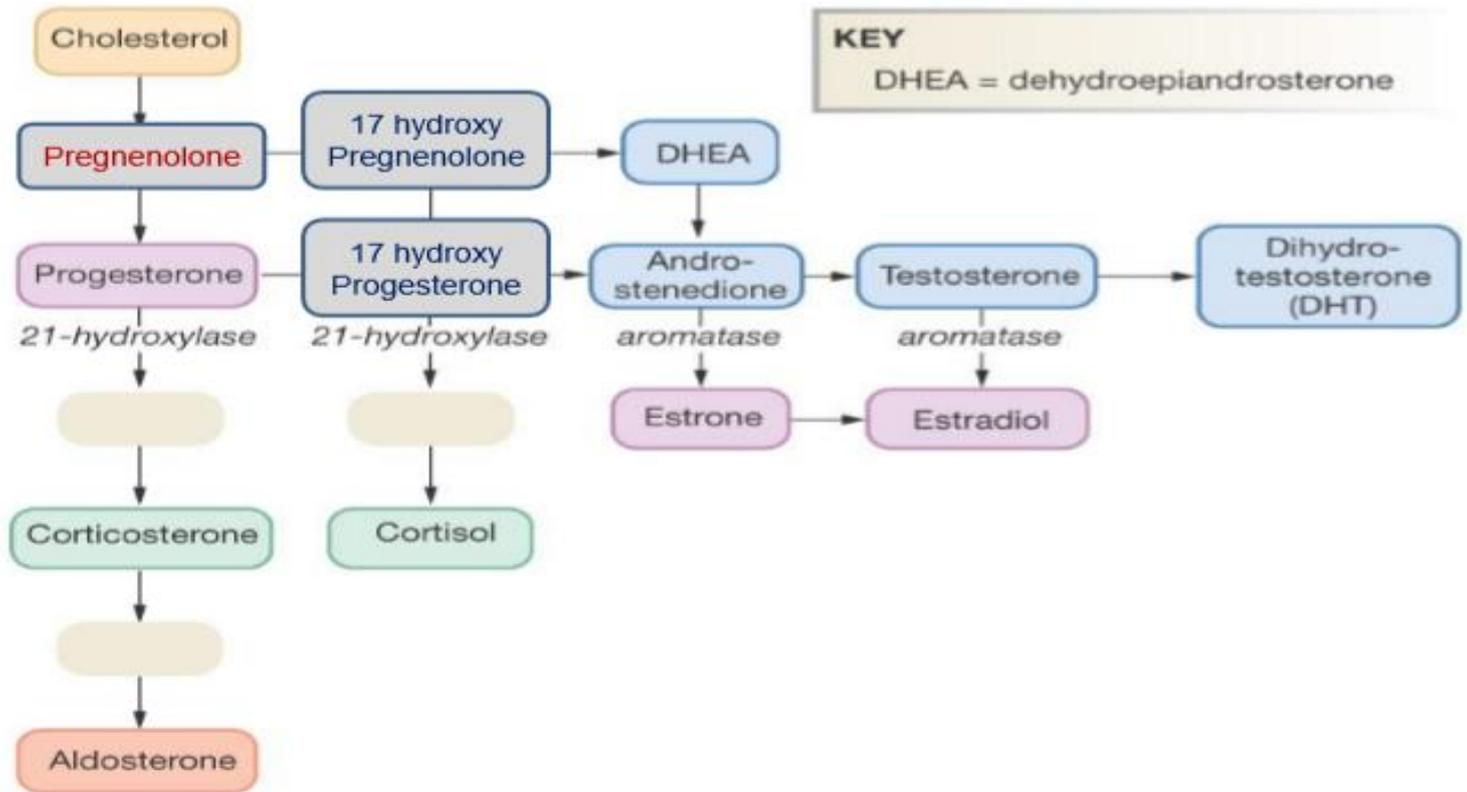 Cholesterol
KEY
DHEA = dehydroepiandrosterone
Pregnenolone
17 hydroxy
Pregnenolone
DHEA
Progesterone
17 hydroxy
Progesterone
Andro-
stenedione
Testosterone
Dihydro-
testosterone
(DHT)
21-hydroxylase
21-hydroxylase
aromatase
aromatase
Estrone
Estradiol
Corticosterone
Cortisol
Aldosterone